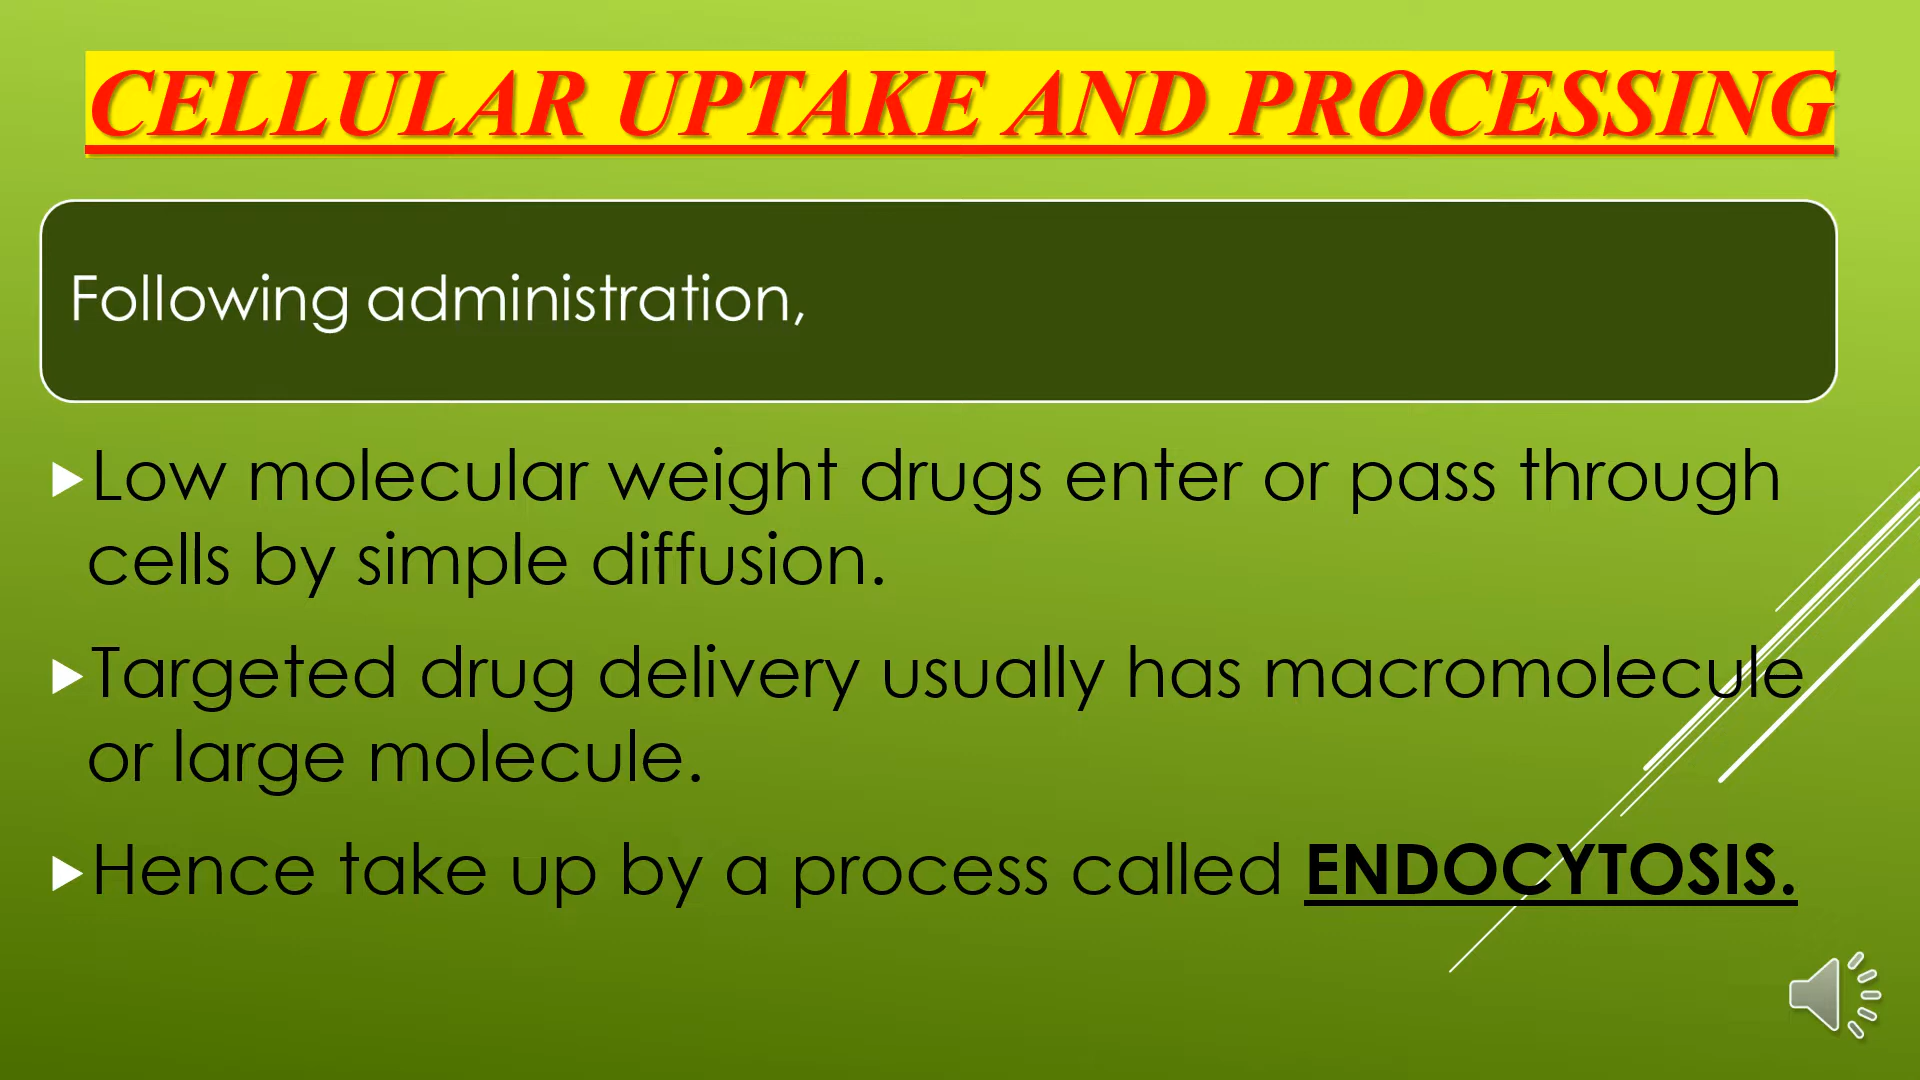 CELLULAR UPTAKE AND PROCESSING
Following administration,
Low molecular weight drugs enter or pass through
cells by simple diffusion.
Targeted drug delivery usually has macromolecule
or large molecule.
Hence take up by a process called ENDOCYTOSIS.